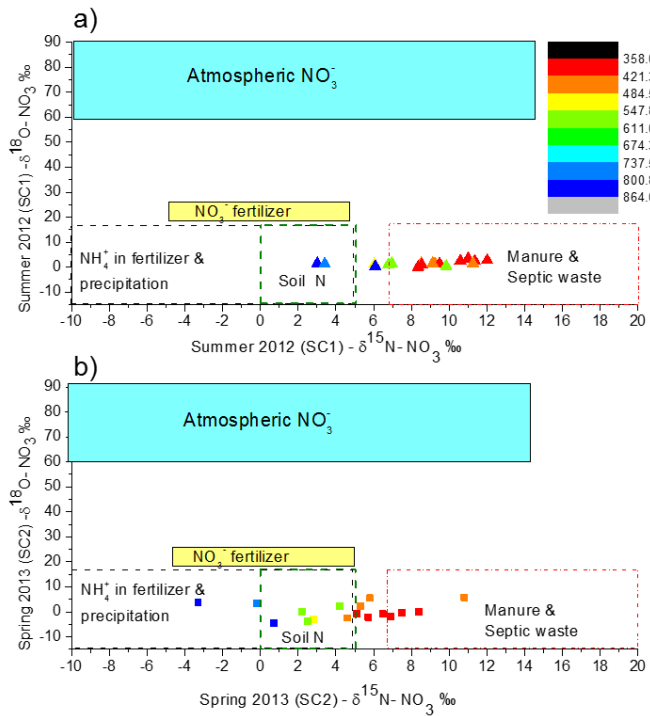 a)
90
80
70
60
50
40
30
20
10
0
-10
Summer 2012 (SC1) -δ¹⁸O- NO₃ ‰
Atmospheric NO₃⁻
358.0
421.3
484.5
547.8
611.0
674.3
737.5
800.8
864.0
NO₃⁻ fertilizer
NH₄⁺ in fertilizer &
precipitation
Soil N
Manure &
Septic waste
-10 -8 -6 -4 -2 0 2 4 6 8 10 12 14 16 18 20
Summer 2012 (SC1) - δ¹⁵N- NO₃ ‰
b)
90
80
70
60
50
40
30
20
10
0
-10
Spring 2013 (SC2) -δ¹⁸O- NO₃ ‰
Atmospheric NO₃⁻
NO₃⁻ fertilizer
NH₄⁺ in fertilizer &
precipitation
Soil N
Manure &
Septic waste
-10 -8 -6 -4 -2 0 2 4 6 8 10 12 14 16 18 20
Spring 2013 (SC2) - δ¹⁵N- NO₃ ‰